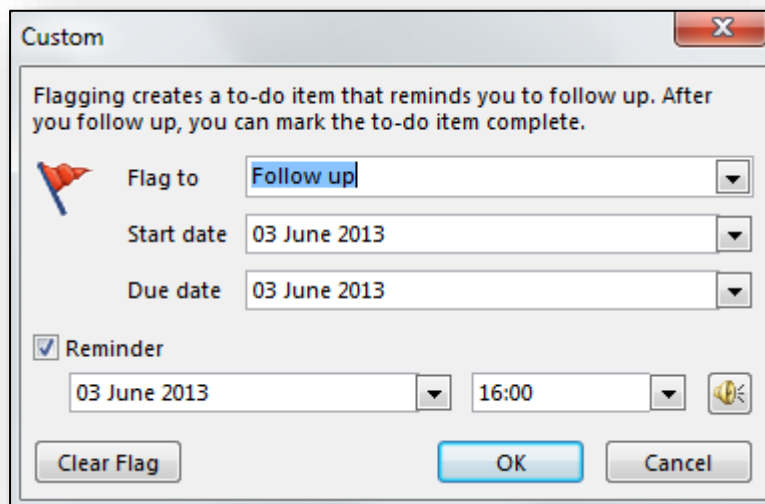 Custom
Flagging creates a to-do item that reminds you to follow up. After
you follow up, you can mark the to-do item complete.
Flag to Follow up
Start date 03 June 2013
Due date 03 June 2013
Reminder
03 June 2013 16:00
Clear Flag OK Cancel